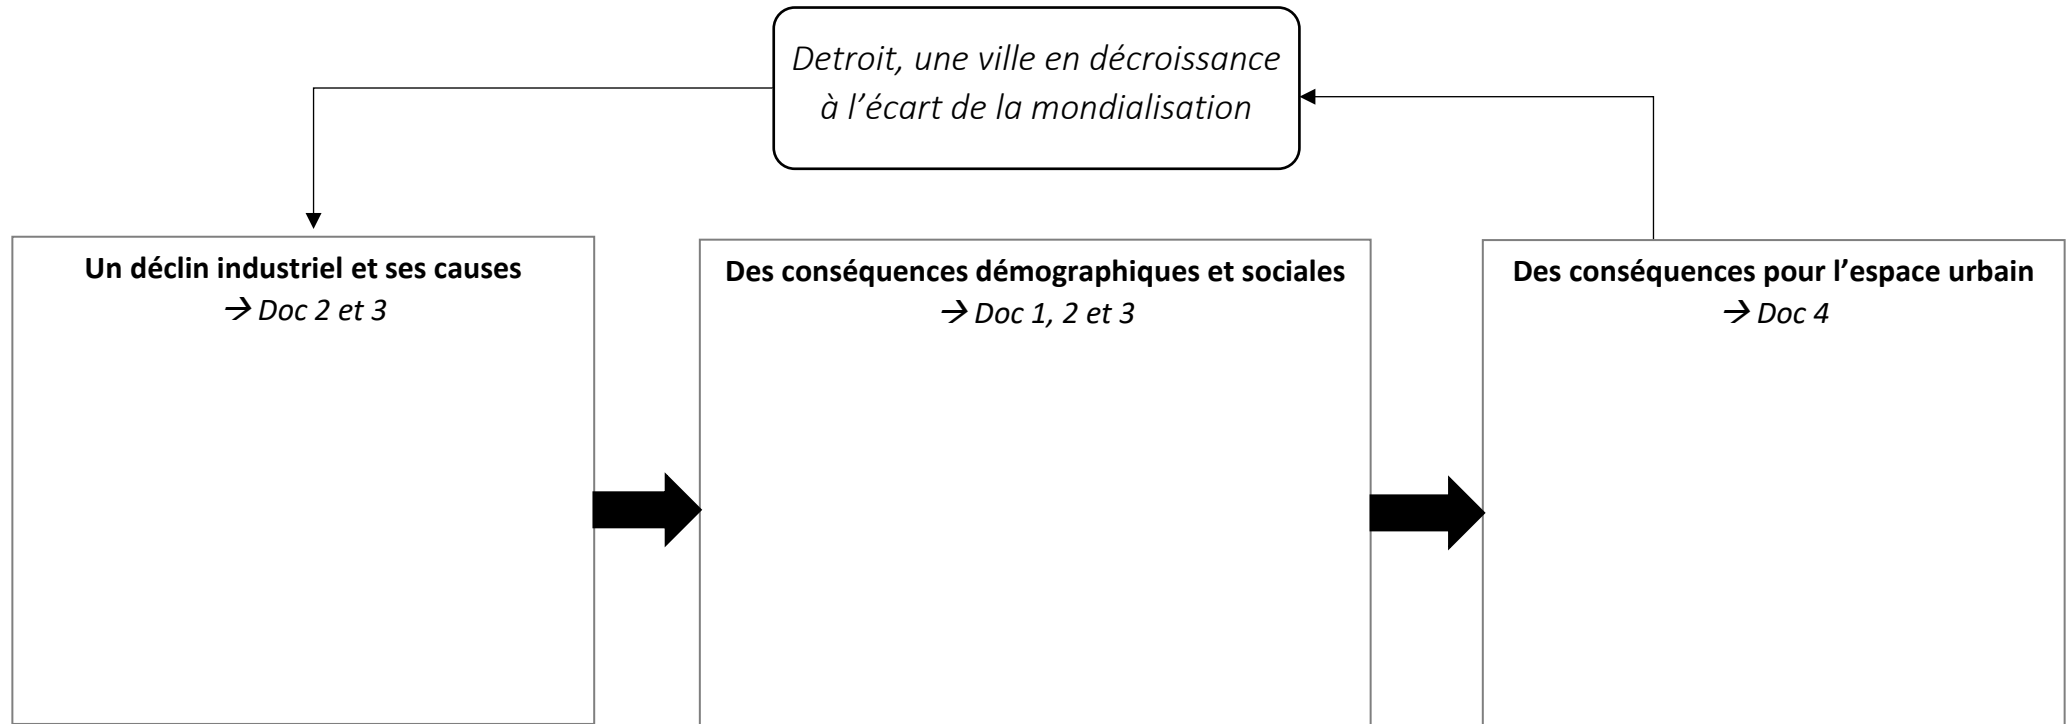 Detroit, une ville en décroissance
à l’écart de la mondialisation
Un déclin industriel et ses causes
→ Doc 2 et 3
Des conséquences démographiques et sociales
→ Doc 1, 2 et 3
Des conséquences pour l’espace urbain
→ Doc 4